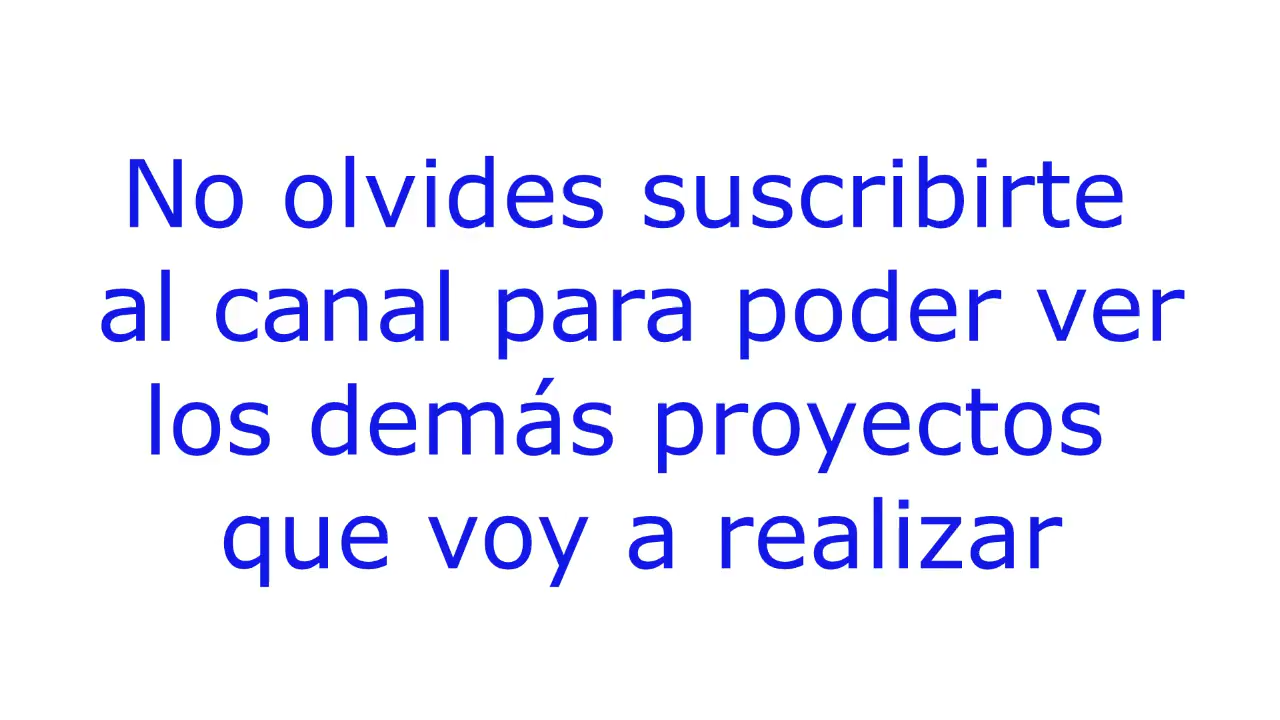 No olvides suscribirte
al canal para poder ver
los demás proyectos
que voy a realizar